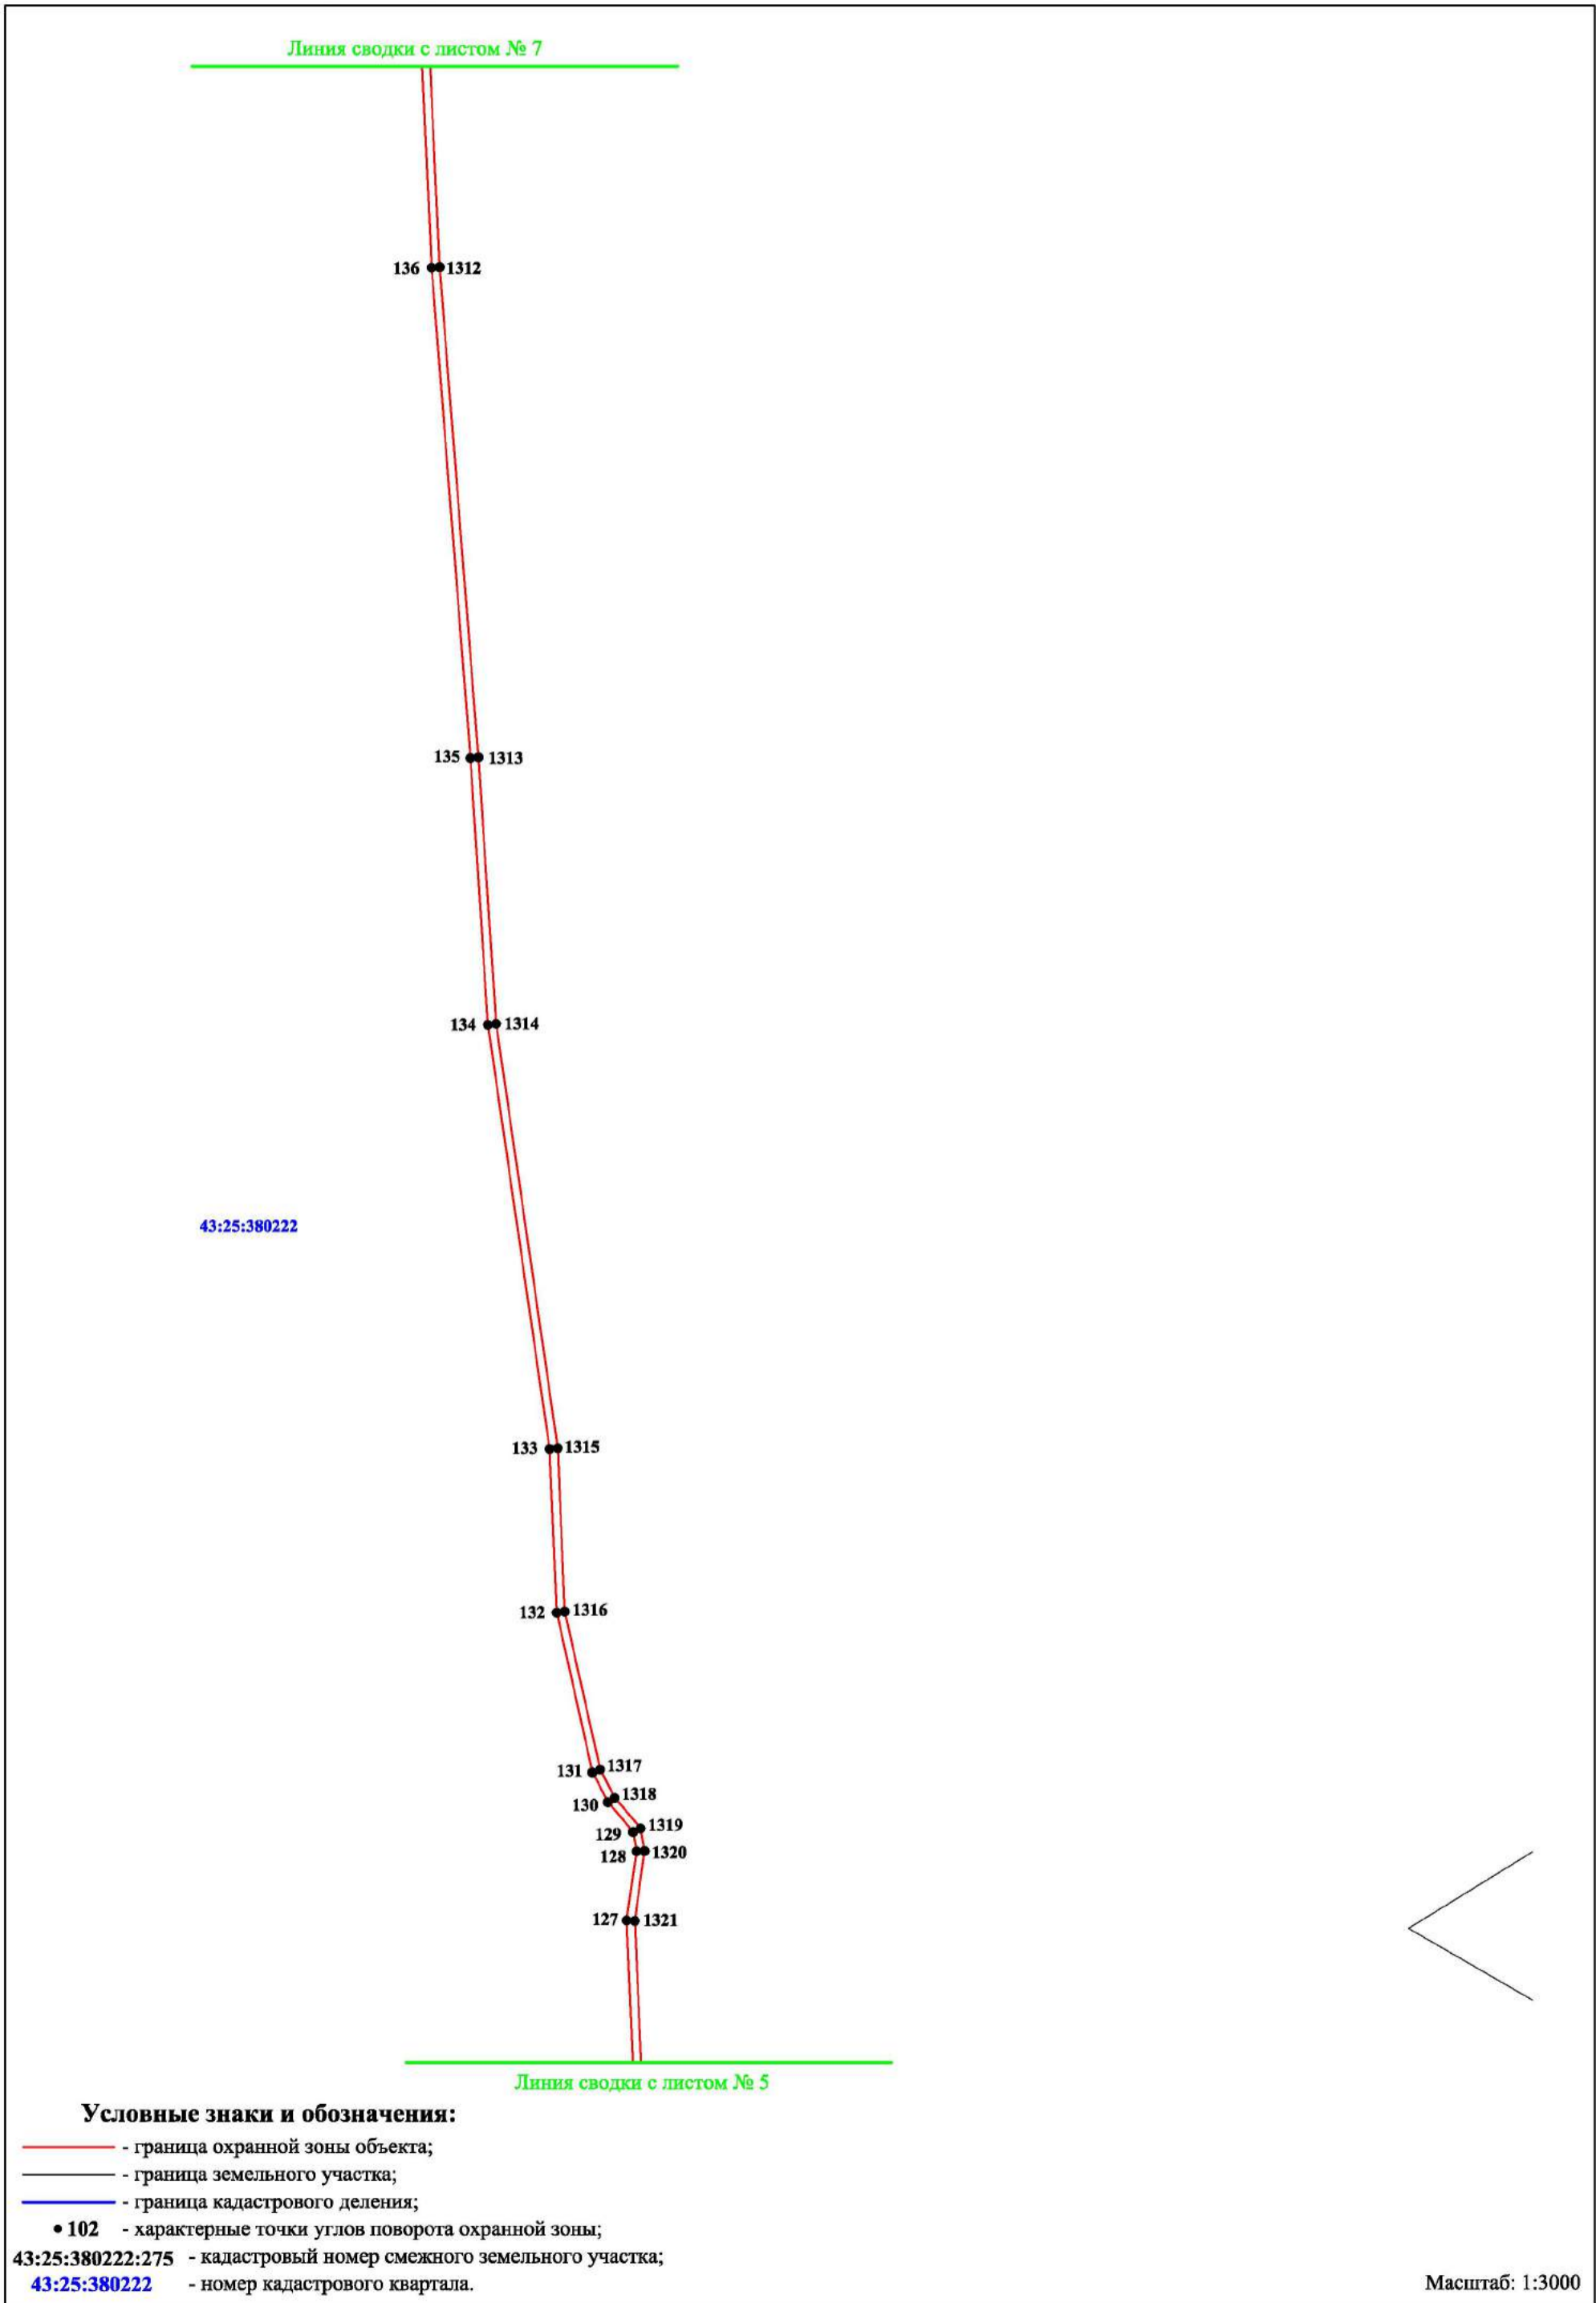 Линия сводки с листом № 7
136 1312
135 1313
134 1314
43:25:380222
133 1315
132 1316
131 1317
1318
130
1319
129
128 1320
127 1321
Линия сводки с листом № 5
Условные знаки и обозначения:
- граница охранной зоны объекта;
- граница земельного участка;
- граница кадастрового деления;
• 102 - характерные точки углов поворота охранной зоны;
43:25:380222:275 - кадастровый номер смежного земельного участка;
43:25:380222 - номер кадастрового квартала.
Масштаб: 1:3000